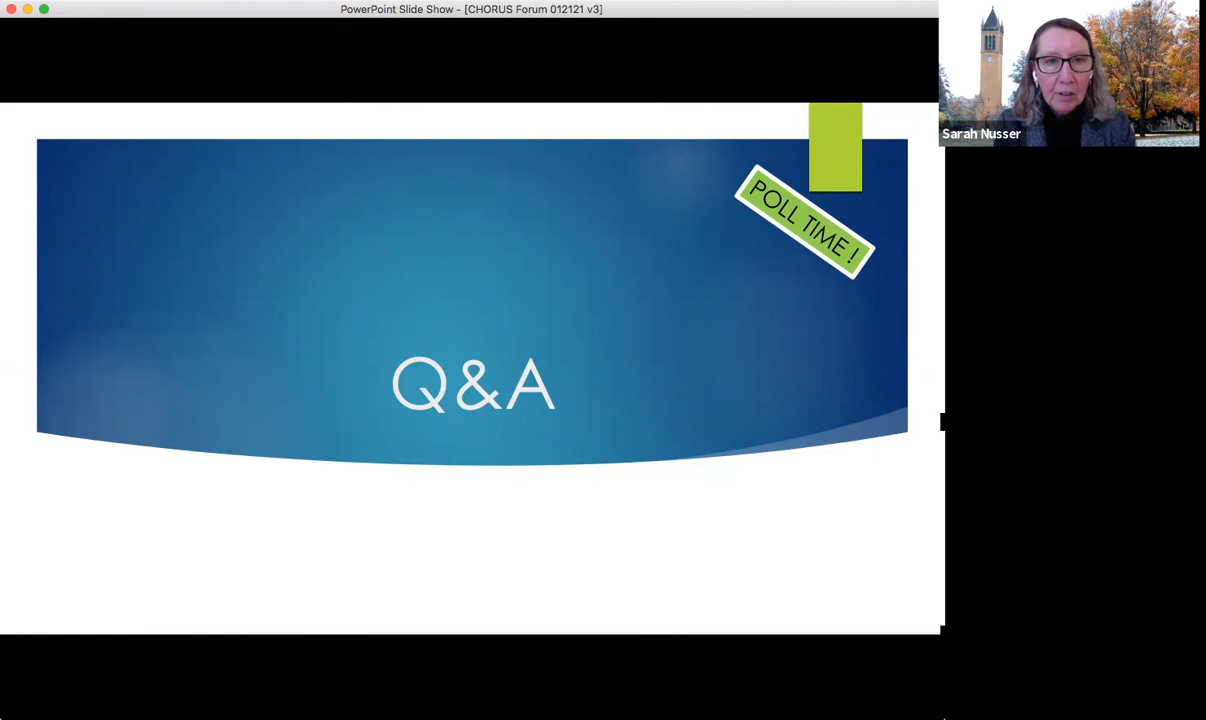 PowerPoint Slide Show - [CHORUS Forum 012121 v3]
Sarah Nusser
POLL TIME !
Q&A